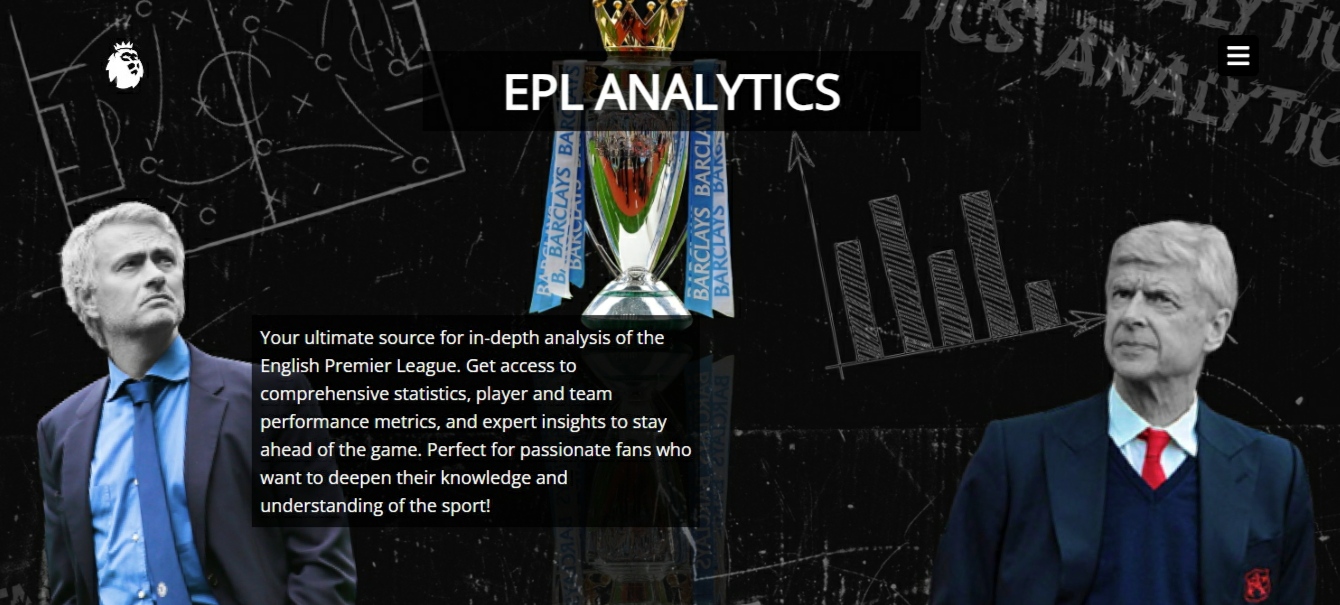 EPL ANALYTICS
ANALYTICS
BARCLAYS
BARCLAYS
BARCLAYS
BARCLAYS
Your ultimate source for in-depth analysis of the
English Premier League. Get access to
comprehensive statistics, player and team
performance metrics, and expert insights to stay
ahead of the game. Perfect for passionate fans who
want to deepen their knowledge and
understanding of the sport!